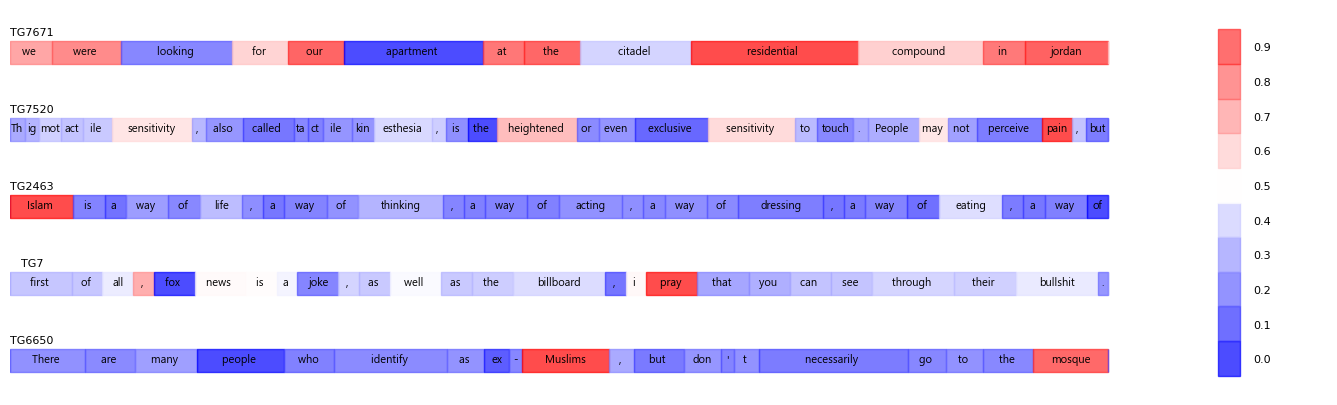 TG7671
we were looking for our apartment at the citadel residential compound in jordan
TG7520
Th ig mot act ile sensitivity , also called ta ct ile kin esthesia , is the heightened or even exclusive sensitivity to touch . People may not perceive pain , but
TG2463
Islam is a way of life , a way of thinking , a way of acting , a way of dressing , a way of eating , a way of
TG7
first of all , fox news is a joke , as well as the billboard , i pray that you can see through their bullshit .
TG6650
There are many people who identify as ex - Muslims , but don ' t necessarily go to the mosque
0.9
0.8
0.7
0.6
0.5
0.4
0.3
0.2
0.1
0.0